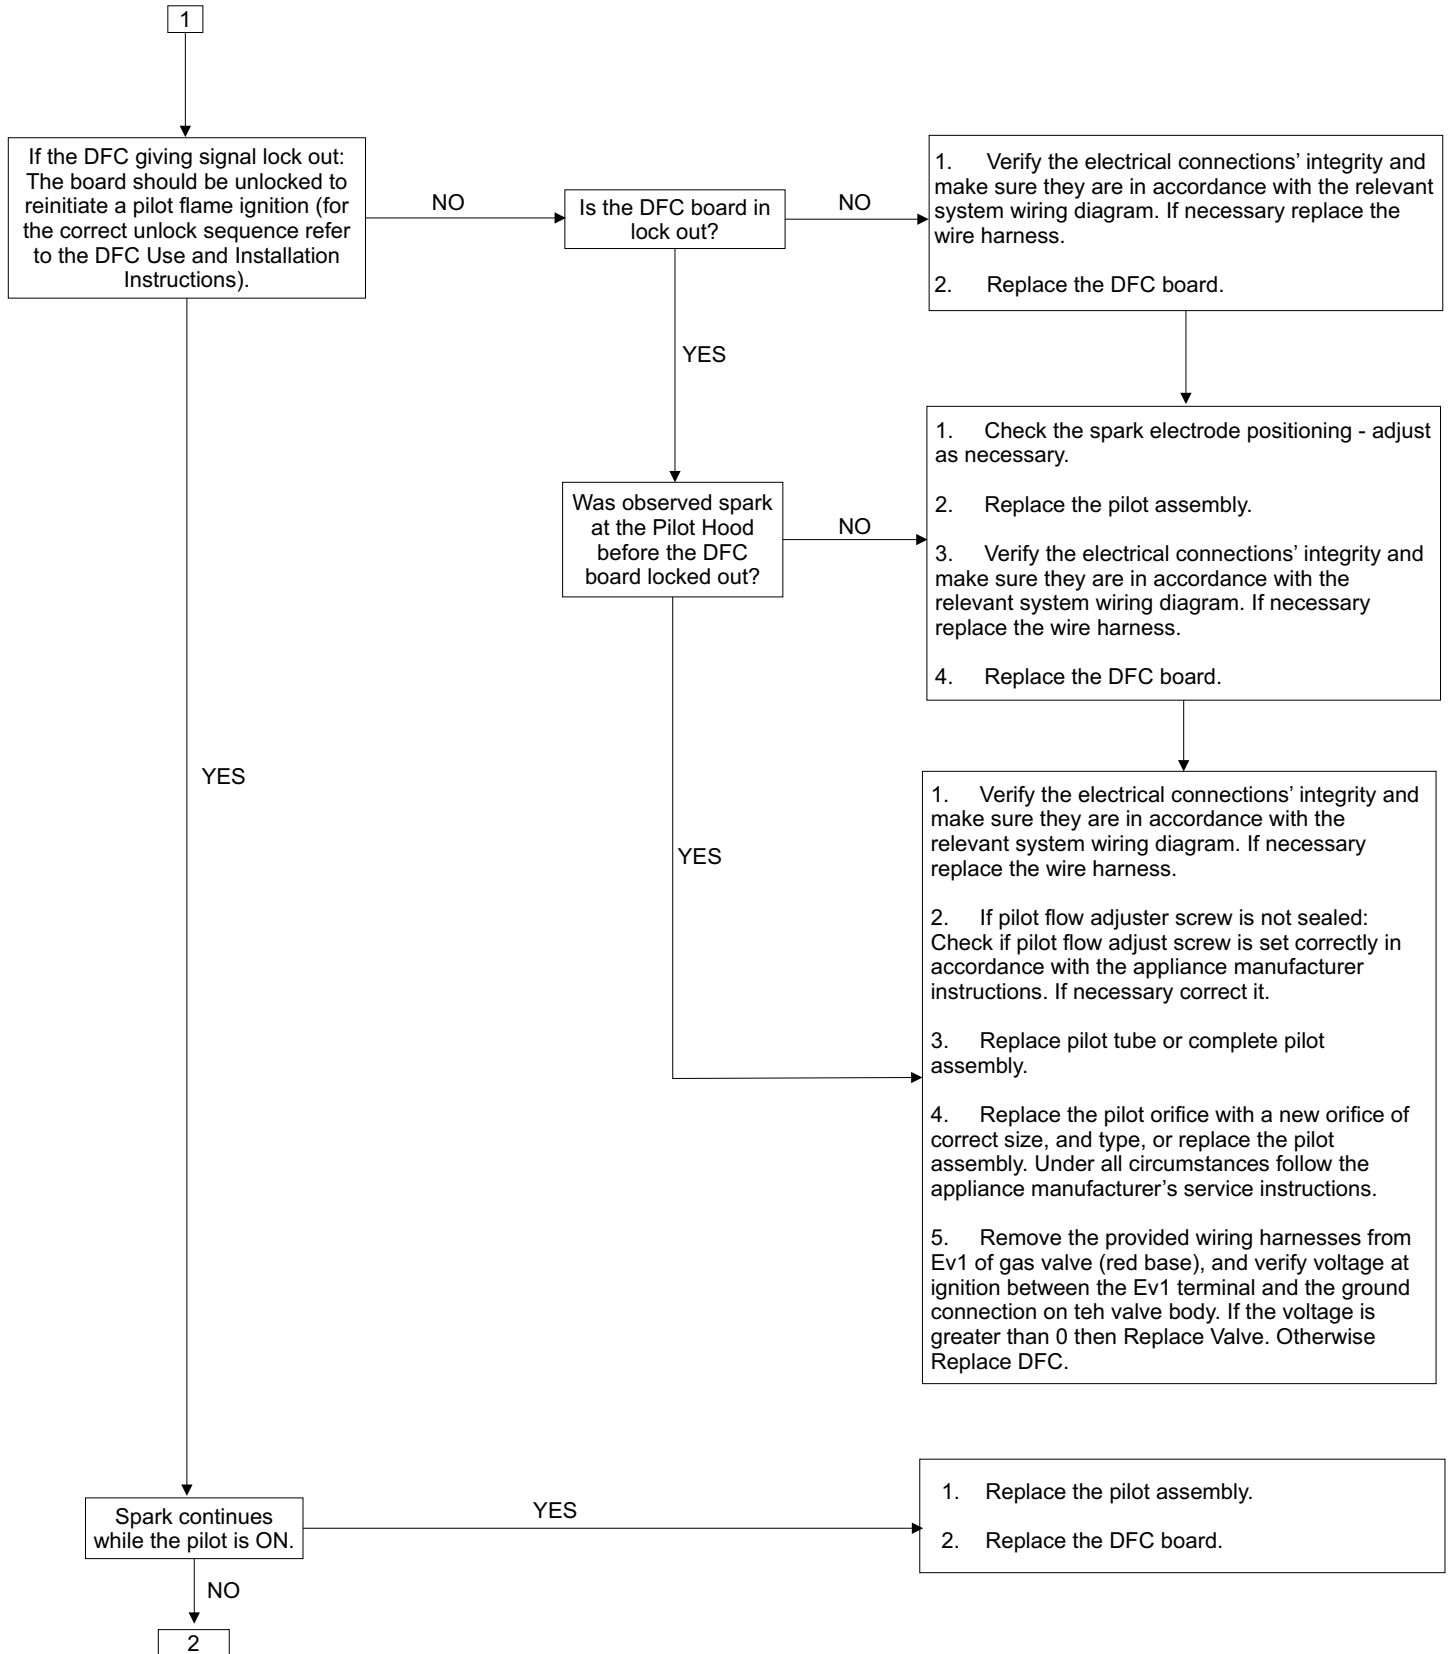 1
If the DFC giving signal lock out:
The board should be unlocked to
reinitiate a pilot flame ignition (for
the correct unlock sequence refer
to the DFC Use and Installation
Instructions).
NO
Is the DFC board in
lock out?
NO
1. Verify the electrical connections’ integrity and
make sure they are in accordance with the relevant
system wiring diagram. If necessary replace the
wire harness.
2. Replace the DFC board.
YES
Was observed spark
at the Pilot Hood
before the DFC
board locked out?
NO
1. Check the spark electrode positioning - adjust
as necessary.
2. Replace the pilot assembly.
3. Verify the electrical connections’ integrity and
make sure they are in accordance with the
relevant system wiring diagram. If necessary
replace the wire harness.
4. Replace the DFC board.
YES
YES
1. Verify the electrical connections’ integrity and
make sure they are in accordance with the
relevant system wiring diagram. If necessary
replace the wire harness.
2. If pilot flow adjuster screw is not sealed:
Check if pilot flow adjust screw is set correctly in
accordance with the appliance manufacturer
instructions. If necessary correct it.
3. Replace pilot tube or complete pilot
assembly.
4. Replace the pilot orifice with a new orifice of
correct size, and type, or replace the pilot
assembly. Under all circumstances follow the
appliance manufacturer’s service instructions.
5. Remove the provided wiring harnesses from
Ev1 of gas valve (red base), and verify voltage at
ignition between the Ev1 terminal and the ground
connection on teh valve body. If the voltage is
greater than 0 then Replace Valve. Otherwise
Replace DFC.
Spark continues
while the pilot is ON.
YES
1. Replace the pilot assembly.
2. Replace the DFC board.
NO
2